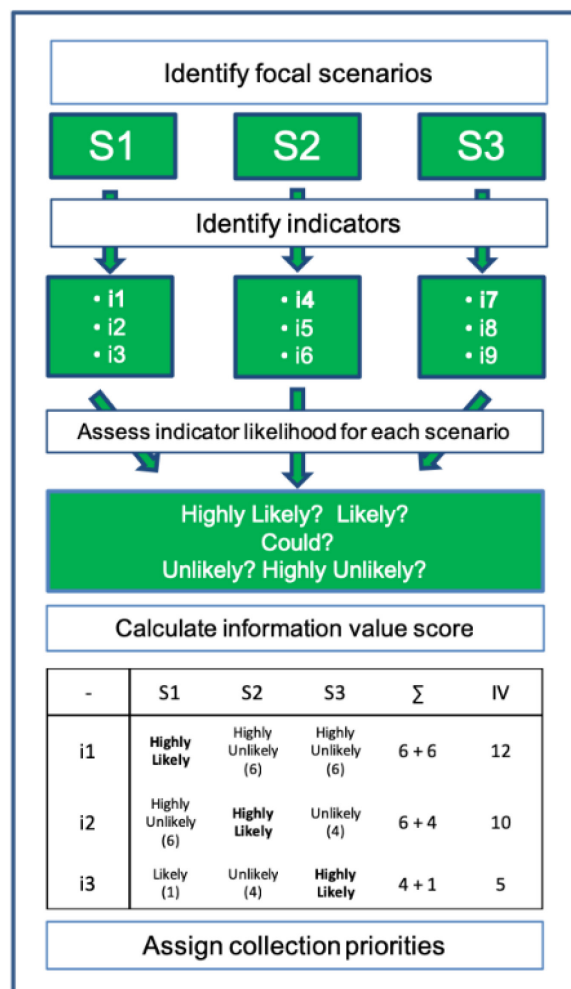 Identify focal scenarios
S1 S2 S3
Identify indicators
• i1 • i4 • i7
• i2 • i5 • i8
• i3 • i6 • i9
Assess indicator likelihood for each scenario
Highly Likely? Likely?
Could?
Unlikely? Highly Unlikely?
Calculate information value score
- S1 S2 S3 ∑ IV
i1 Highly Likely Highly Unlikely (6) Highly Unlikely (6) 6 + 6 12
i2 Highly Unlikely (6) Highly Likely Unlikely (4) 6 + 4 10
i3 Likely (1) Unlikely (4) Highly Likely 4 + 1 5
Assign collection priorities